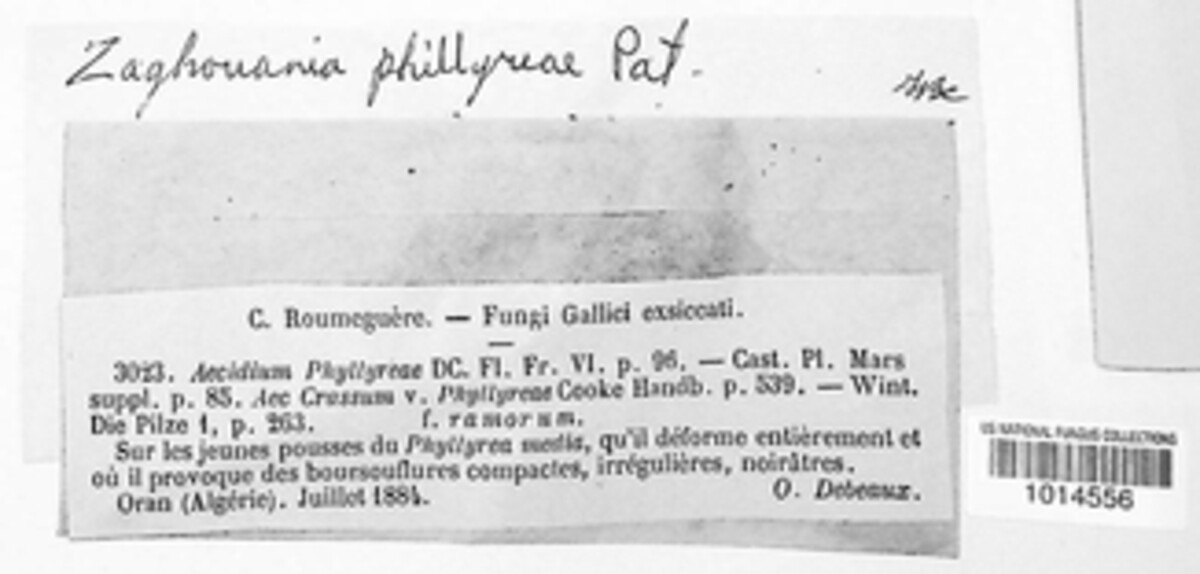 Zaghouania phillyreae Pat.
C. Roumeguère. — Fungi Gallici exsiccati.
3023. Aecidium Phyllyreae DC. Fl. Fr. VI. p. 96. — Cast. Pl. Mars
suppl. p. 85. Aec Crassum v. Phyllyreae Cooke Handb. p. 539. — Wint.
Die Pilze 1, p. 263. f. ramorum.
Sur les jeunes pousses du Phyllyrea media, qu'il déforme entièrement et
où il provoque des boursouflures compactes, irrégulières, noirâtres.
Oran (Algérie). Juillet 1884. O. Debeaux.
US NATIONAL FUNGUS COLLECTIONS
1014556